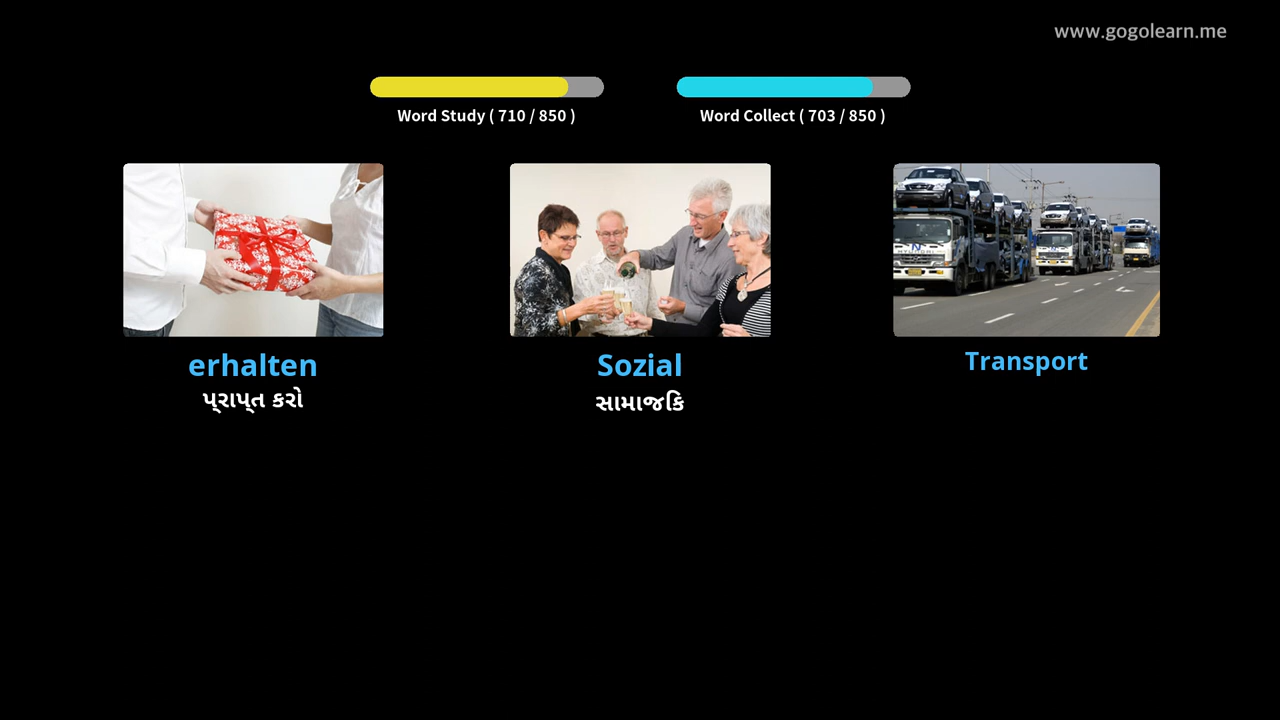 www.gogolearn.me
Word Study ( 710 / 850 )
Word Collect ( 703 / 850 )
erhalten
Sozial
Transport
પ્રાપ્ત કરો
સામાજિક